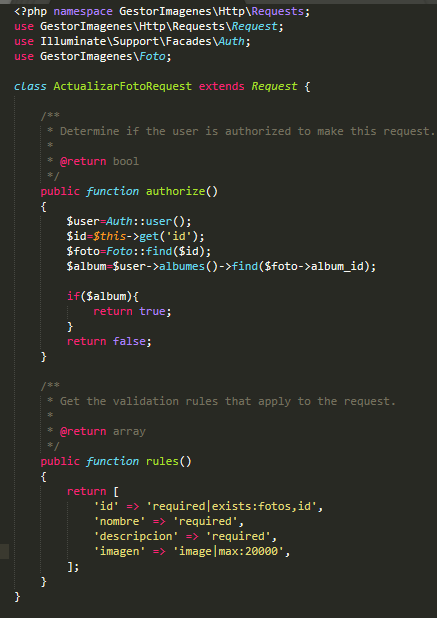 <?php namespace GestorImagenes\Http\Requests;
use GestorImagenes\Http\Requests\Request;
use Illuminate\Support\Facades\Auth;
use GestorImagenes\Foto;

class ActualizarFotoRequest extends Request {

    /**
     * Determine if the user is authorized to make this request.
     *
     * @return bool
     */
    public function authorize()
    {
        $user=Auth::user();
        $id=$this->get('id');
        $foto=Foto::find($id);
        $album=$user->albumes()->find($foto->album_id);

        if($album){
            return true;
        }
        return false;
    }

    /**
     * Get the validation rules that apply to the request.
     *
     * @return array
     */
    public function rules()
    {
        return [
            'id' => 'required|exists:fotos,id',
            'nombre' => 'required',
            'descripcion' => 'required',
            'imagen' => 'image|max:20000',
        ];
    }
}